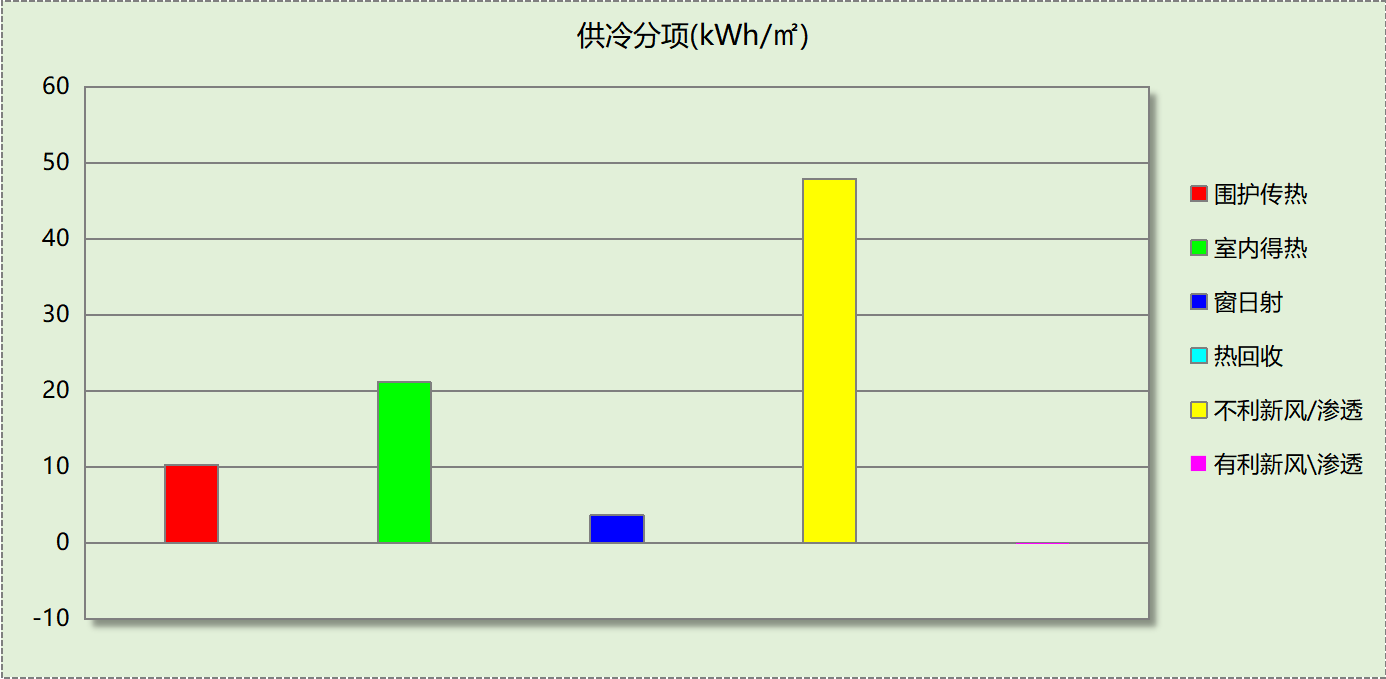 供冷分项(kWh/㎡)
60
50
40
30
20
10
0
-10
围护传热
室内得热
窗日射
热回收
不利新风/渗透
有利新风\渗透